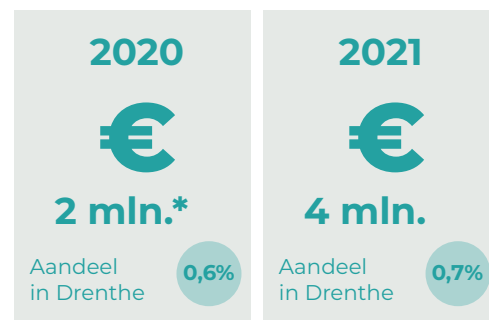 2020
€
2 mln.*
Aandeel
in Drenthe
0,6%
2021
€
4 mln.
Aandeel
in Drenthe
0,7%